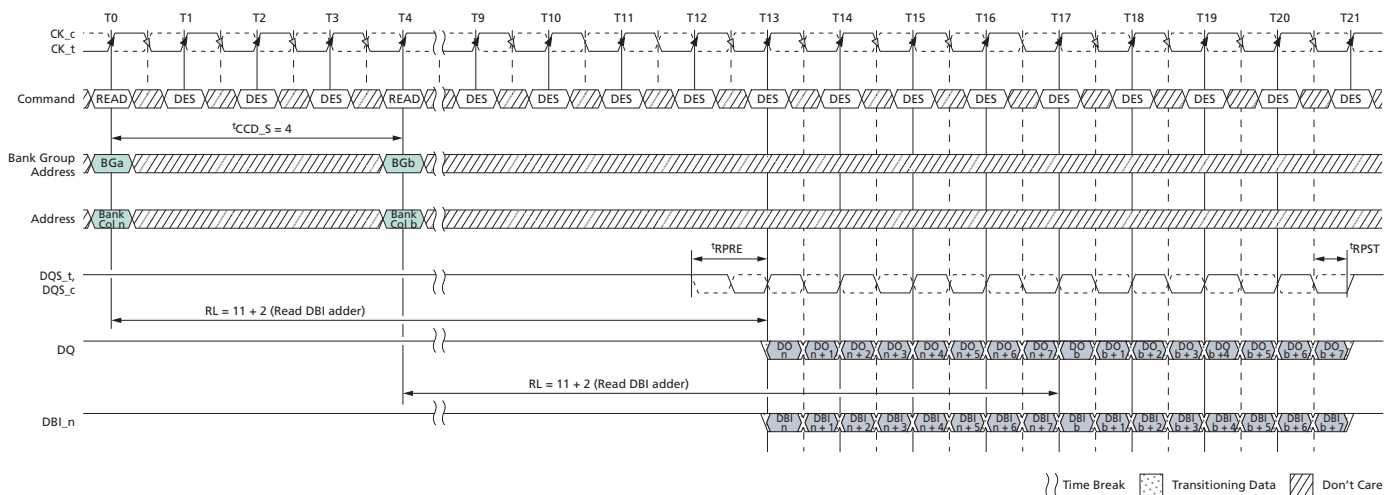 T0 T1 T2 T3 T4 T9 T10 T11 T12 T13 T14 T15 T16 T17 T18 T19 T20 T21
CK_c
CK_t
Command READ DES DES DES READ DES DES DES DES DES DES DES DES DES DES DES DES DES
tCCD_S = 4
Bank Group
Address
BGa BGb
Address
Bank
Col n
Bank
Col b
tRPRE tRPST
DQS_t,
DQS_c
RL = 11 + 2 (Read DBI adder)
DQ
DO DO DO DO DO DO DO DO DO DO DO DO DO DO DO DO
n n + 1 n + 2 n + 3 n + 4 n + 5 n + 6 n + 7 b b + 1 b + 2 b + 3 b +4 b + 5 b + 6 b + 7
RL = 11 + 2 (Read DBI adder)
DBI_n
DBI DBI DBI DBI DBI DBI DBI DBI DBI DBI DBI DBI DBI DBI DBI DBI
n n + 1 n + 2 n + 3 n + 4 n + 5 n + 6 n + 7 b b + 1 b + 2 b + 3 b + 4 b + 5 b + 6 b + 7
Time Break Transitioning Data Don't Care